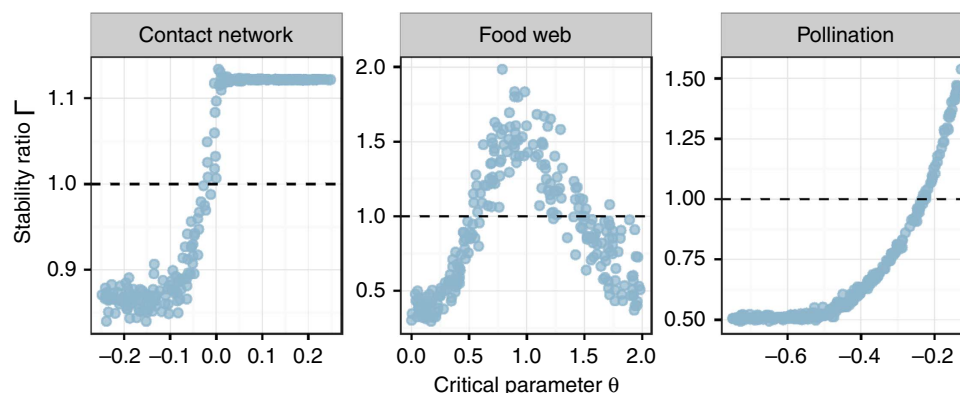 Contact network
Food web
Pollination
Stability ratio Γ
1.1
1.0
0.9
−0.2 −0.1 0.0 0.1 0.2
2.0
1.5
1.0
0.5
0.0 0.5 1.0 1.5 2.0
1.50
1.25
1.00
0.75
0.50
−0.6 −0.4 −0.2
Critical parameter θ